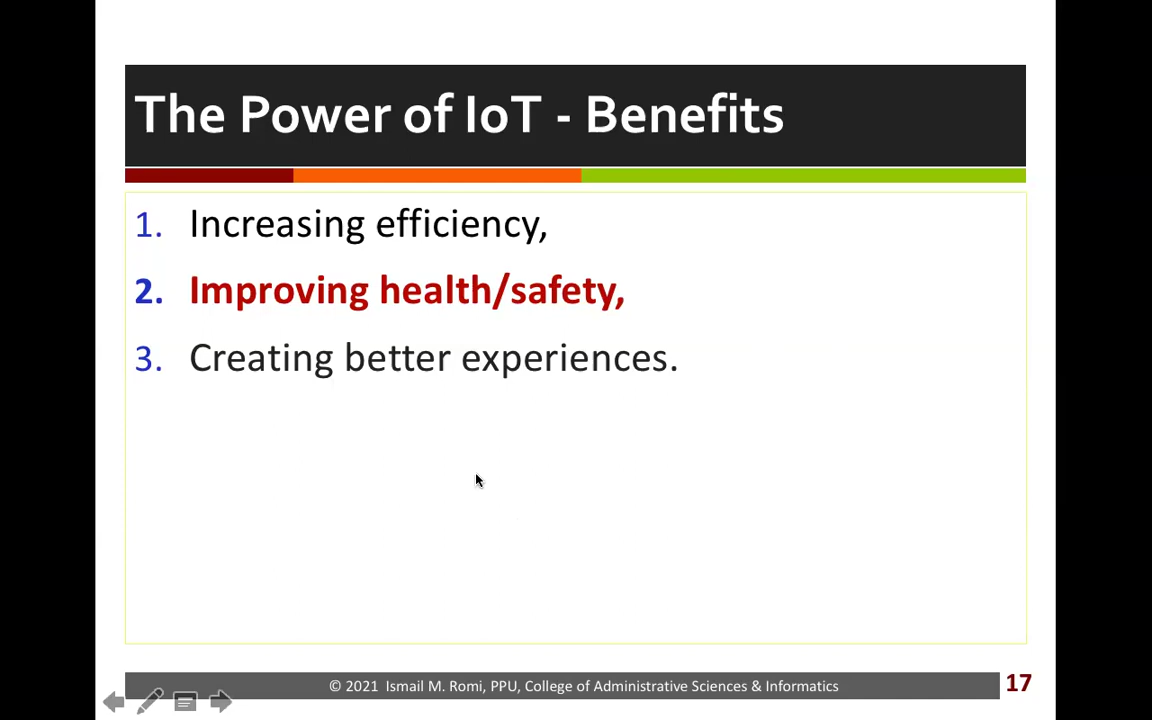 The Power of IoT - Benefits
1. Increasing efficiency,
2. Improving health/safety,
3. Creating better experiences.
© 2021 Ismail M. Romi, PPU, College of Administrative Sciences & Informatics
17